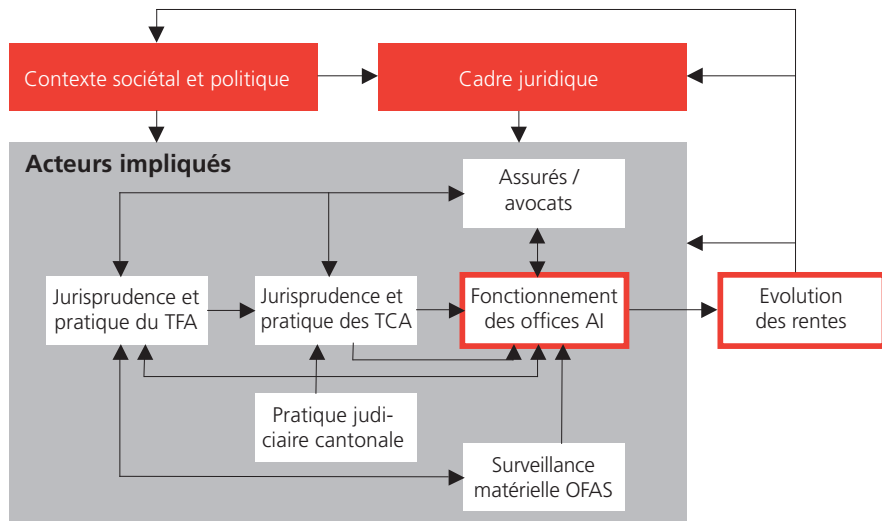 Contexte sociétal et politique
Cadre juridique
Acteurs impliqués
Assurés /
avocats
Jurisprudence et
pratique du TFA
Jurisprudence et
pratique des TCA
Fonctionnement
des offices AI
Evolution
des rentes
Pratique judi-
ciaire cantonale
Surveillance
matérielle OFAS